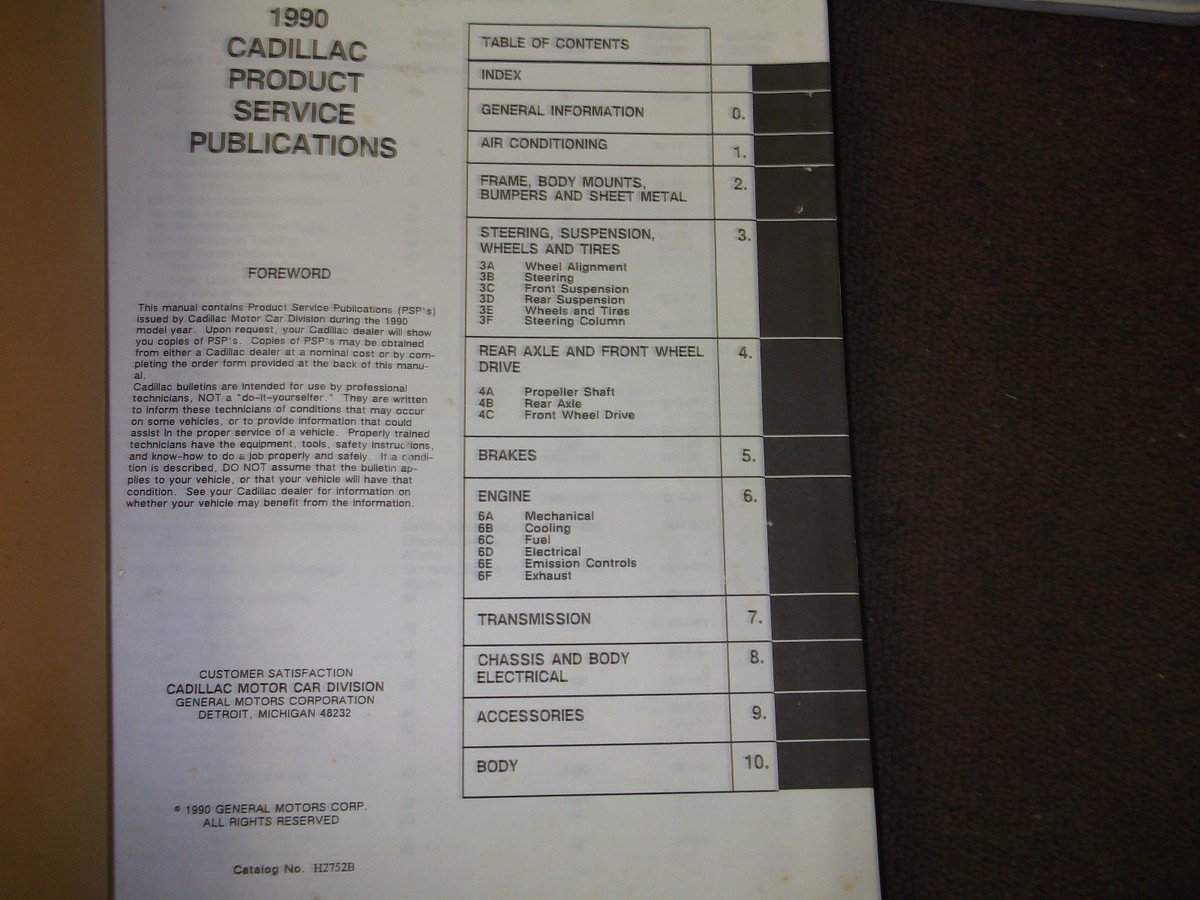 1990
CADILLAC
PRODUCT
SERVICE
PUBLICATIONS
FOREWORD
This manual contains Product Service Publications (PSP's)
issued by Cadillac Motor Car Division during the 1990
model year. Upon request, your Cadillac dealer will show
you copies of PSP's. Copies of PSP's may be obtained
from either a Cadillac dealer at a nominal cost or by com-
pleting the order form provided at the back of this manu-
al.
Cadillac bulletins are intended for use by professional
technicians, NOT a "do-it-yourselfer." They are written
to inform these technicians of conditions that may occur
on some vehicles, or to provide information that could
assist in the proper service of a vehicle. Properly trained
technicians have the equipment, tools, safety instructions,
and know-how to do a job properly and safely. If a condi-
tion is described, DO NOT assume that the bulletin ap-
plies to your vehicle, or that your vehicle will have that
condition. See your Cadillac dealer for information on
whether your vehicle may benefit from the information.
CUSTOMER SATISFACTION
CADILLAC MOTOR CAR DIVISION
GENERAL MOTORS CORPORATION
DETROIT, MICHIGAN 48232
© 1990 GENERAL MOTORS CORP.
ALL RIGHTS RESERVED
Catalog No. H2752B
TABLE OF CONTENTS
INDEX
GENERAL INFORMATION 0.
AIR CONDITIONING 1.
FRAME, BODY MOUNTS, 2.
BUMPERS AND SHEET METAL
STEERING, SUSPENSION, 3.
WHEELS AND TIRES
3A Wheel Alignment
3B Steering
3C Front Suspension
3D Rear Suspension
3E Wheels and Tires
3F Steering Column
REAR AXLE AND FRONT WHEEL 4.
DRIVE
4A Propeller Shaft
4B Rear Axle
4C Front Wheel Drive
BRAKES 5.
ENGINE 6.
6A Mechanical
6B Cooling
6C Fuel
6D Electrical
6E Emission Controls
6F Exhaust
TRANSMISSION 7.
CHASSIS AND BODY 8.
ELECTRICAL
ACCESSORIES 9.
BODY 10.